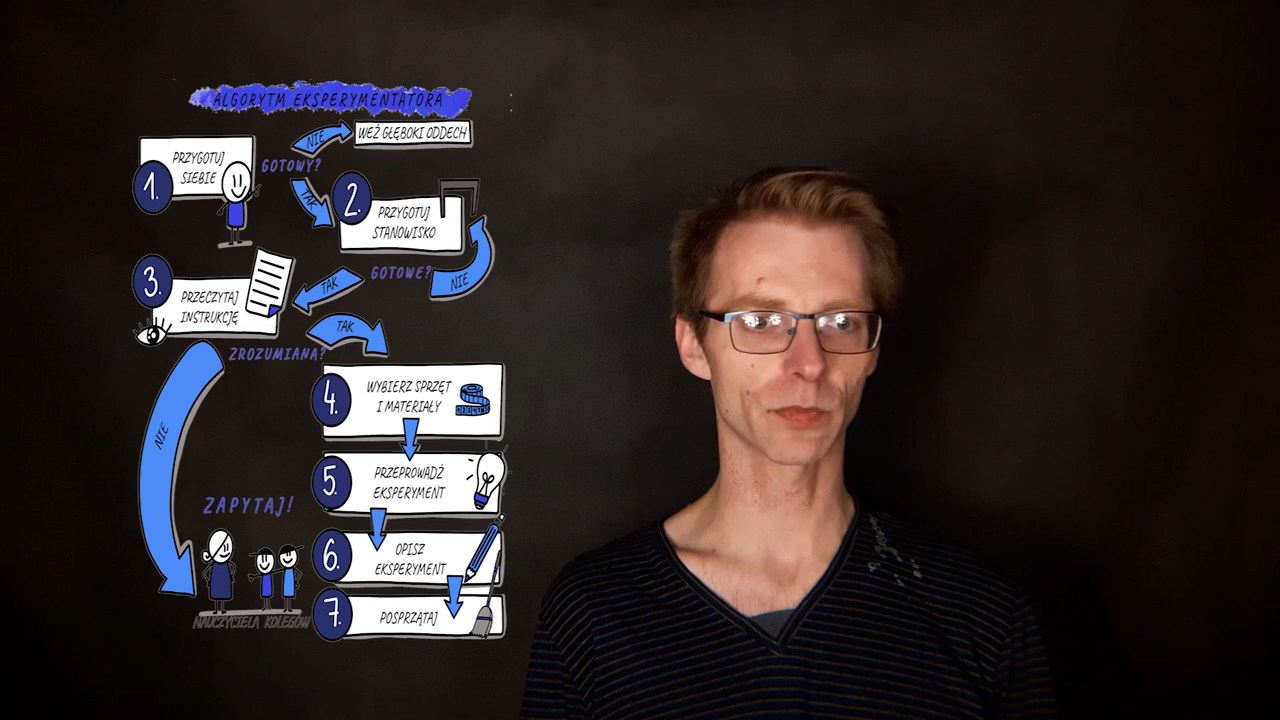 ALGORYTM EKSPERYMENTATORA
1.
PRZYGOTUJ
SIEBIE
GOTOWY?
NIE
WEŹ GŁĘBOKI ODDECH
TAK
2.
PRZYGOTUJ
STANOWISKO
GOTOWE?
NIE
TAK
3.
PRZECZYTAJ
INSTRUKCJĘ
ZROZUMIANA?
TAK
NIE
ZAPYTAJ!
NAUCZYCIELA KOLEGÓW
4.
WYBIERZ SPRZĘT
I MATERIAŁY
5.
PRZEPROWADŹ
EKSPERYMENT
6.
OPISZ
EKSPERYMENT
7.
POSPRZĄTAJ